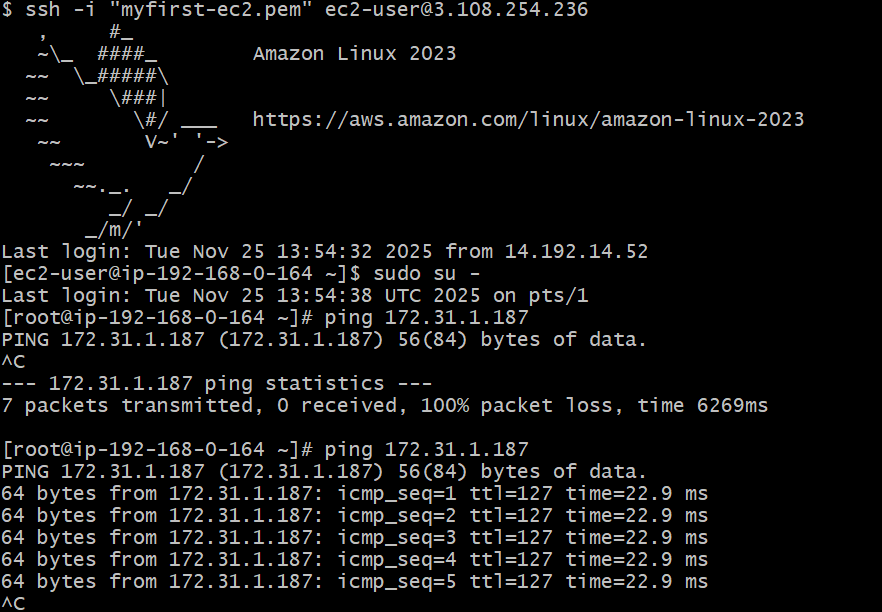 $ ssh -i "myfirst-ec2.pem" ec2-user@3.108.254.236
   ,     #_
   ~\_  ####_        Amazon Linux 2023
  ~~  \_#####\
  ~~     \###|
  ~~       \#/ ___   https://aws.amazon.com/linux/amazon-linux-2023
   ~~       V~' '->
    ~~~         /
      ~~._.   _/
         _/ _/
       _/m/'
Last login: Tue Nov 25 13:54:32 2025 from 14.192.14.52
[ec2-user@ip-192-168-0-164 ~]$ sudo su -
Last login: Tue Nov 25 13:54:38 UTC 2025 on pts/1
[root@ip-192-168-0-164 ~]# ping 172.31.1.187
PING 172.31.1.187 (172.31.1.187) 56(84) bytes of data.
^C
--- 172.31.1.187 ping statistics ---
7 packets transmitted, 0 received, 100% packet loss, time 6269ms

[root@ip-192-168-0-164 ~]# ping 172.31.1.187
PING 172.31.1.187 (172.31.1.187) 56(84) bytes of data.
64 bytes from 172.31.1.187: icmp_seq=1 ttl=127 time=22.9 ms
64 bytes from 172.31.1.187: icmp_seq=2 ttl=127 time=22.9 ms
64 bytes from 172.31.1.187: icmp_seq=3 ttl=127 time=22.9 ms
64 bytes from 172.31.1.187: icmp_seq=4 ttl=127 time=22.9 ms
64 bytes from 172.31.1.187: icmp_seq=5 ttl=127 time=22.9 ms
^C